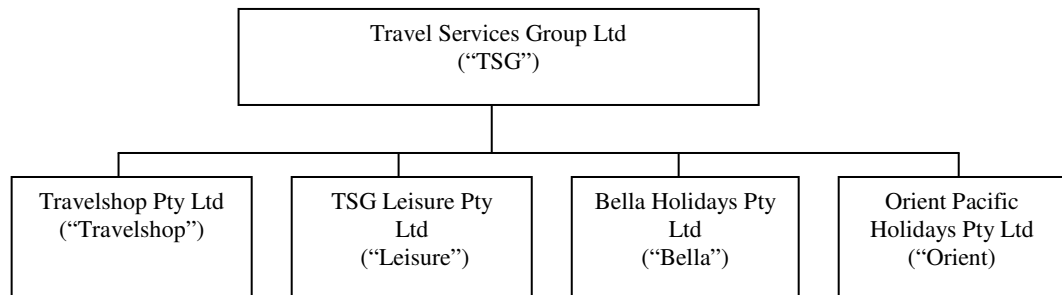 Travel Services Group Ltd
(“TSG”)
Travelshop Pty Ltd
(“Travelshop”)
TSG Leisure Pty
Ltd
(“Leisure”)
Bella Holidays Pty
Ltd
(“Bella”)
Orient Pacific
Holidays Pty Ltd
(“Orient)